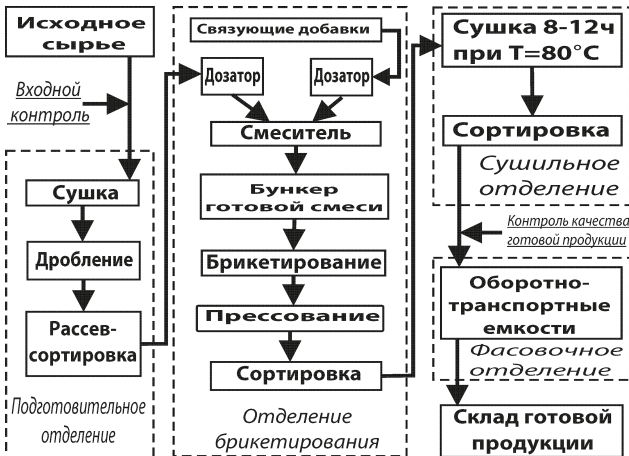 Исходное
сырье
Входной
контроль
Сушка
Дробление
Рассев-
сортировка
Подготовительное
отделение
Связующие добавки
Дозатор
Дозатор
Смеситель
Бункер
готовой смеси
Брикетирование
Прессование
Сортировка
Отделение
брикетирования
Сушка 8-12ч
при Т=80°С
Сортировка
Сушильное
отделение
Контроль качества
готовой продукции
Оборотно-
транспортные
емкости
Фасовочное
отделение
Склад готовой
продукции